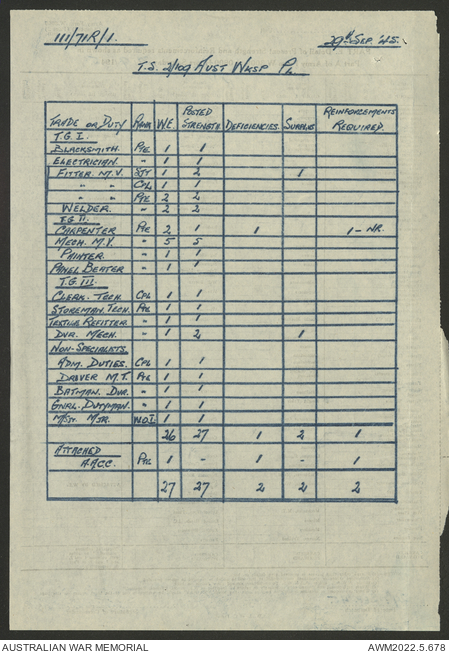 111/71R/1. 29th SEP. '45.
T.S. 2/109 AUST WKSP PL
TRADE OR DUTY RANK W.E. POSTED STRENGTH. DEFICIENCIES. SURPLUS REINFORCEMENTS REQUIRED.
T.G. I.
BLACKSMITH. PTE 1 1
ELECTRICIAN. " 1 1
FITTER M.V. SGT 1 2 1
" " CPL 1 1
" " PTE 2 2
WELDER. " 2 2
T.G. II.
CARPENTER PTE 2 1 1 1 - NR.
MECH. M.V. " 5 5
PAINTER. " 1 1
PANEL BEATER " 1 1
T.G. III.
CLERK. TECH. CPL 1 1
STOREMAN. TECH. PTE 1 1
REFITTER. " 1 1
DVR. MECH. " 1 2 1
NON-SPECIALISTS.
ADM. DUTIES. CPL 1 1
DRIVER M.T. PTE 1 1
BATMAN. DVR. " 1 1
GNRL. DUTYMAN. " 1 1
W.O.I 1 1
26 27 1 2 1
ATTACHED
A.A.C.C. PTE 1 - 1 - 1
27 27 2 2 2
AUSTRALIAN WAR MEMORIAL AWM2022.5.678